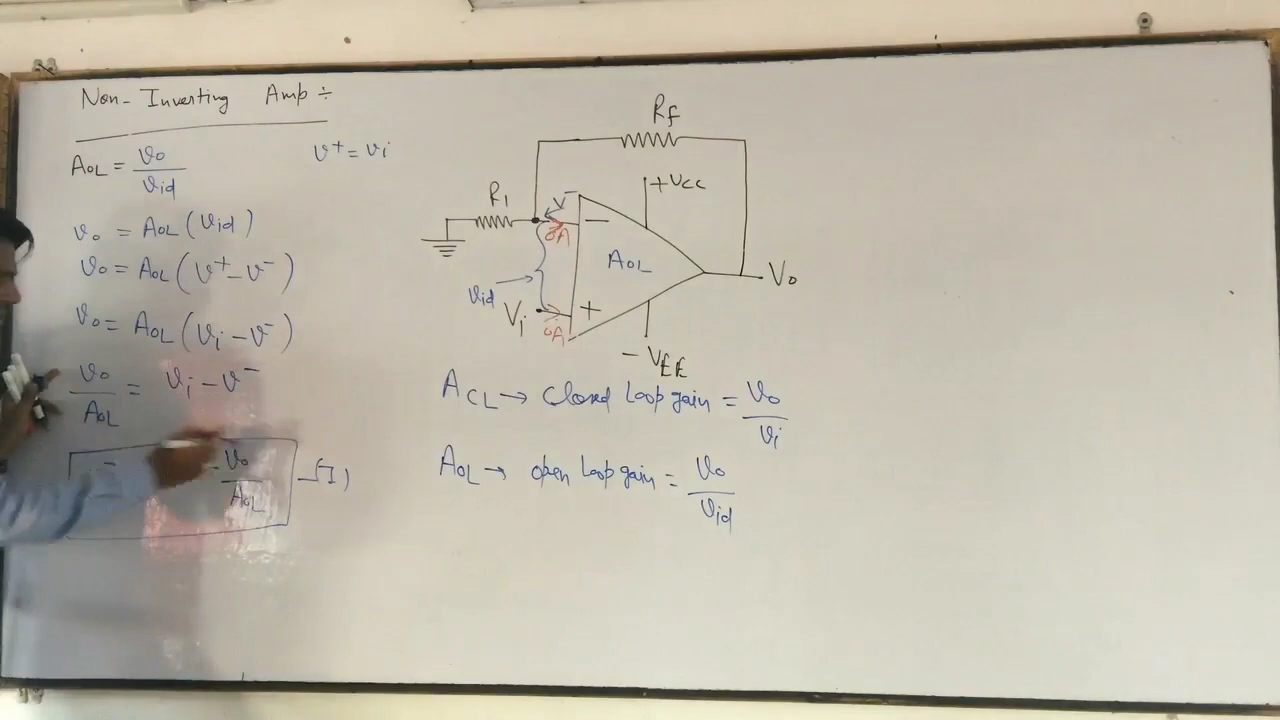 Non-Inverting Amp ÷
AOL = vo/vid
v+ = vi
vo = AOL (vid)
vo = AOL (v+ - v-)
vo = AOL (vi - v-)
vo/AOL = vi - v-
- vo/AOL
(I)
Rf
R1
+VCC
V-
-
0A
AOL
Vo
vid
Vi
+
0A
-VEE
ACL → Closed Loop gain = vo/vi
AOL → open loop gain = vo/vid